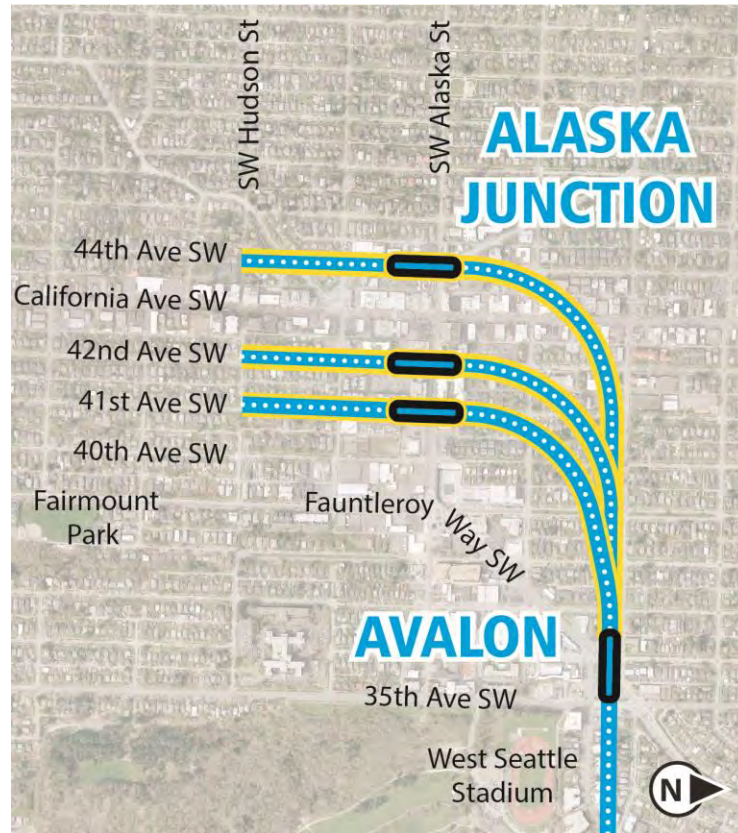 SW Hudson St
SW Alaska St
ALASKA
JUNCTION
44th Ave SW
California Ave SW
42nd Ave SW
41st Ave SW
40th Ave SW
Fairmount
Park
Fauntleroy
Way SW
AVALON
35th Ave SW
West Seattle
Stadium
N